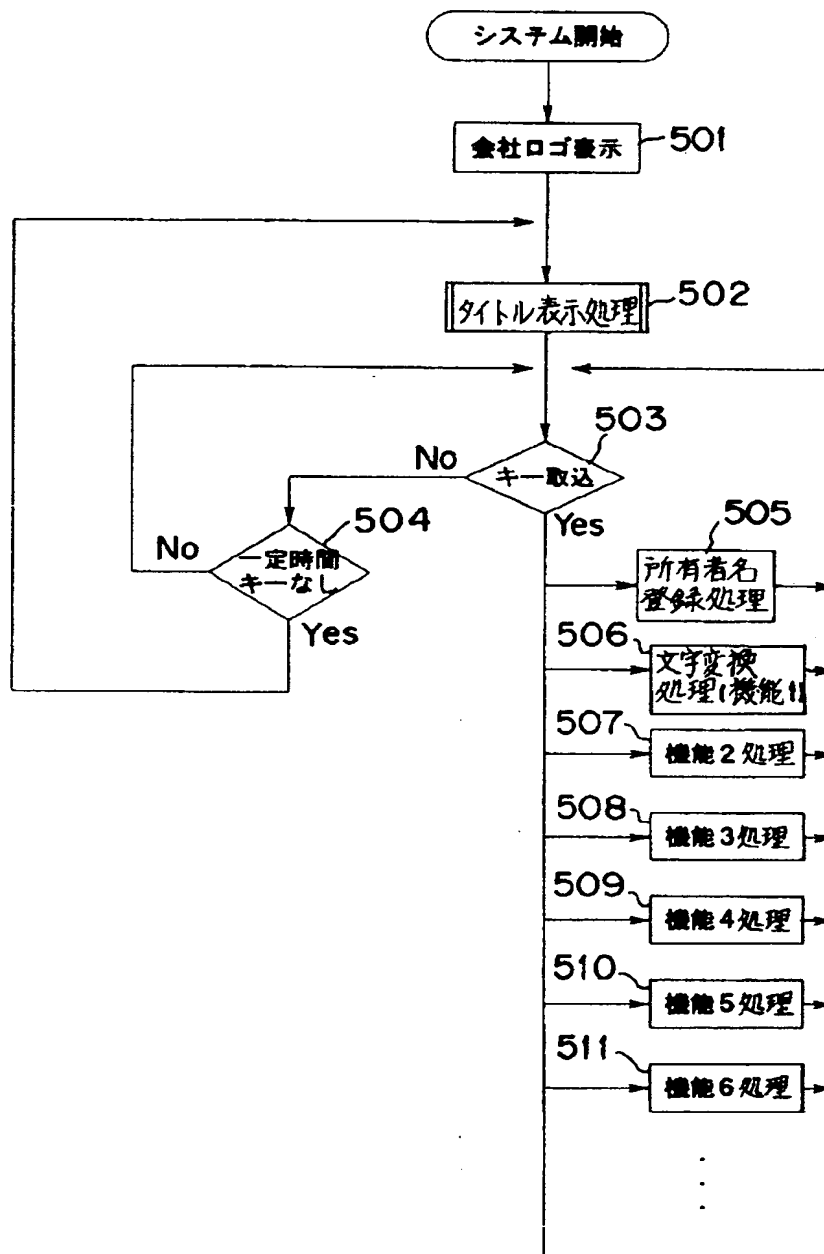 システム開始
会社ロゴ表示
501
タイトル表示処理
502
503
キー取込
No
Yes
504
一定時間
キーなし
No
Yes
505
所有者名
登録処理
506
文字変換
処理(機能1)
507
機能2処理
508
機能3処理
509
機能4処理
510
機能5処理
511
機能6処理